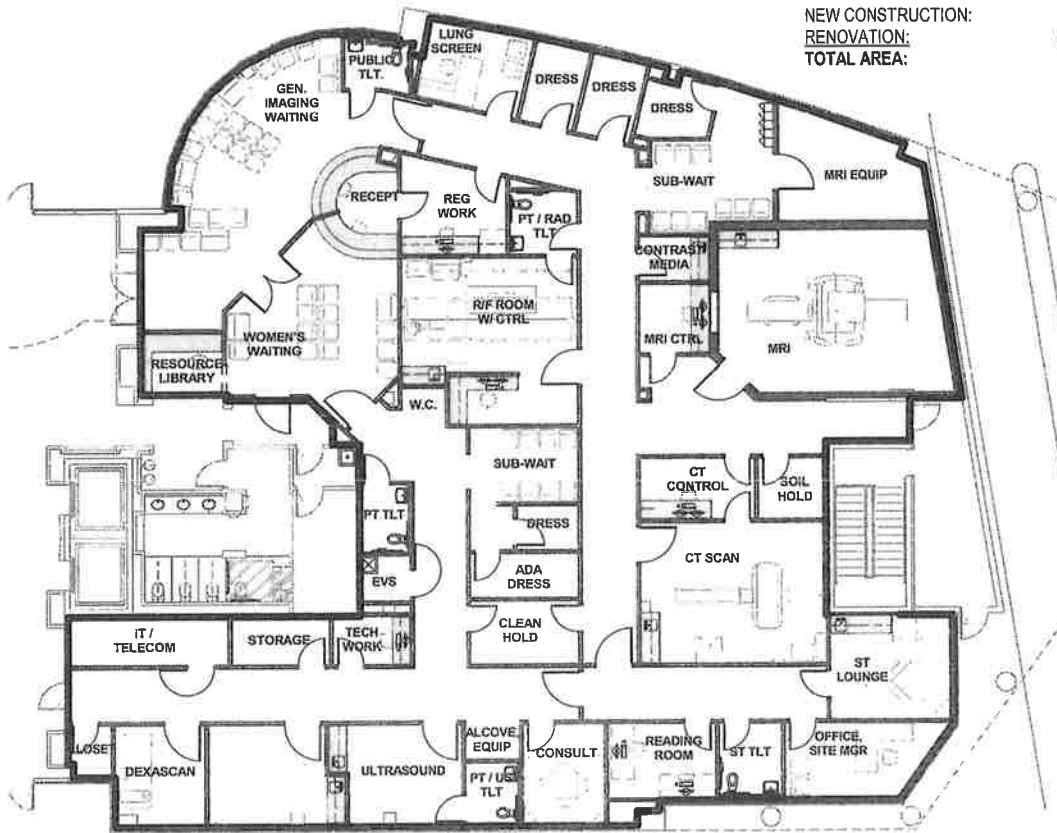 NEW CONSTRUCTION:
RENOVATION:
TOTAL AREA:
LUNG
SCREEN
PUBLIC
TLT.
GEN.
IMAGING
WAITING
DRESS
DRESS
DRESS
SUB-WAIT
MRI EQUIP
RECEPT
REG
WORK
PT / RAD
TLT
CONTRAST
MEDIA
R/F ROOM
W/ CTRL
MRI CTRL
MRI
WOMEN'S
WAITING
RESOURCE
LIBRARY
W.C.
SUB-WAIT
CT
CONTROL
SOIL
HOLD
PT TLT
DRESS
CT SCAN
EVS
ADA
DRESS
CLEAN
HOLD
IT /
TELECOM
STORAGE
TECH
WORK
ST
LOUNGE
CLOSET
DEXASCAN
ULTRASOUND
ALCOVE,
EQUIP
PT / US
TLT
CONSULT
READING
ROOM
ST TLT
OFFICE,
SITE MGR